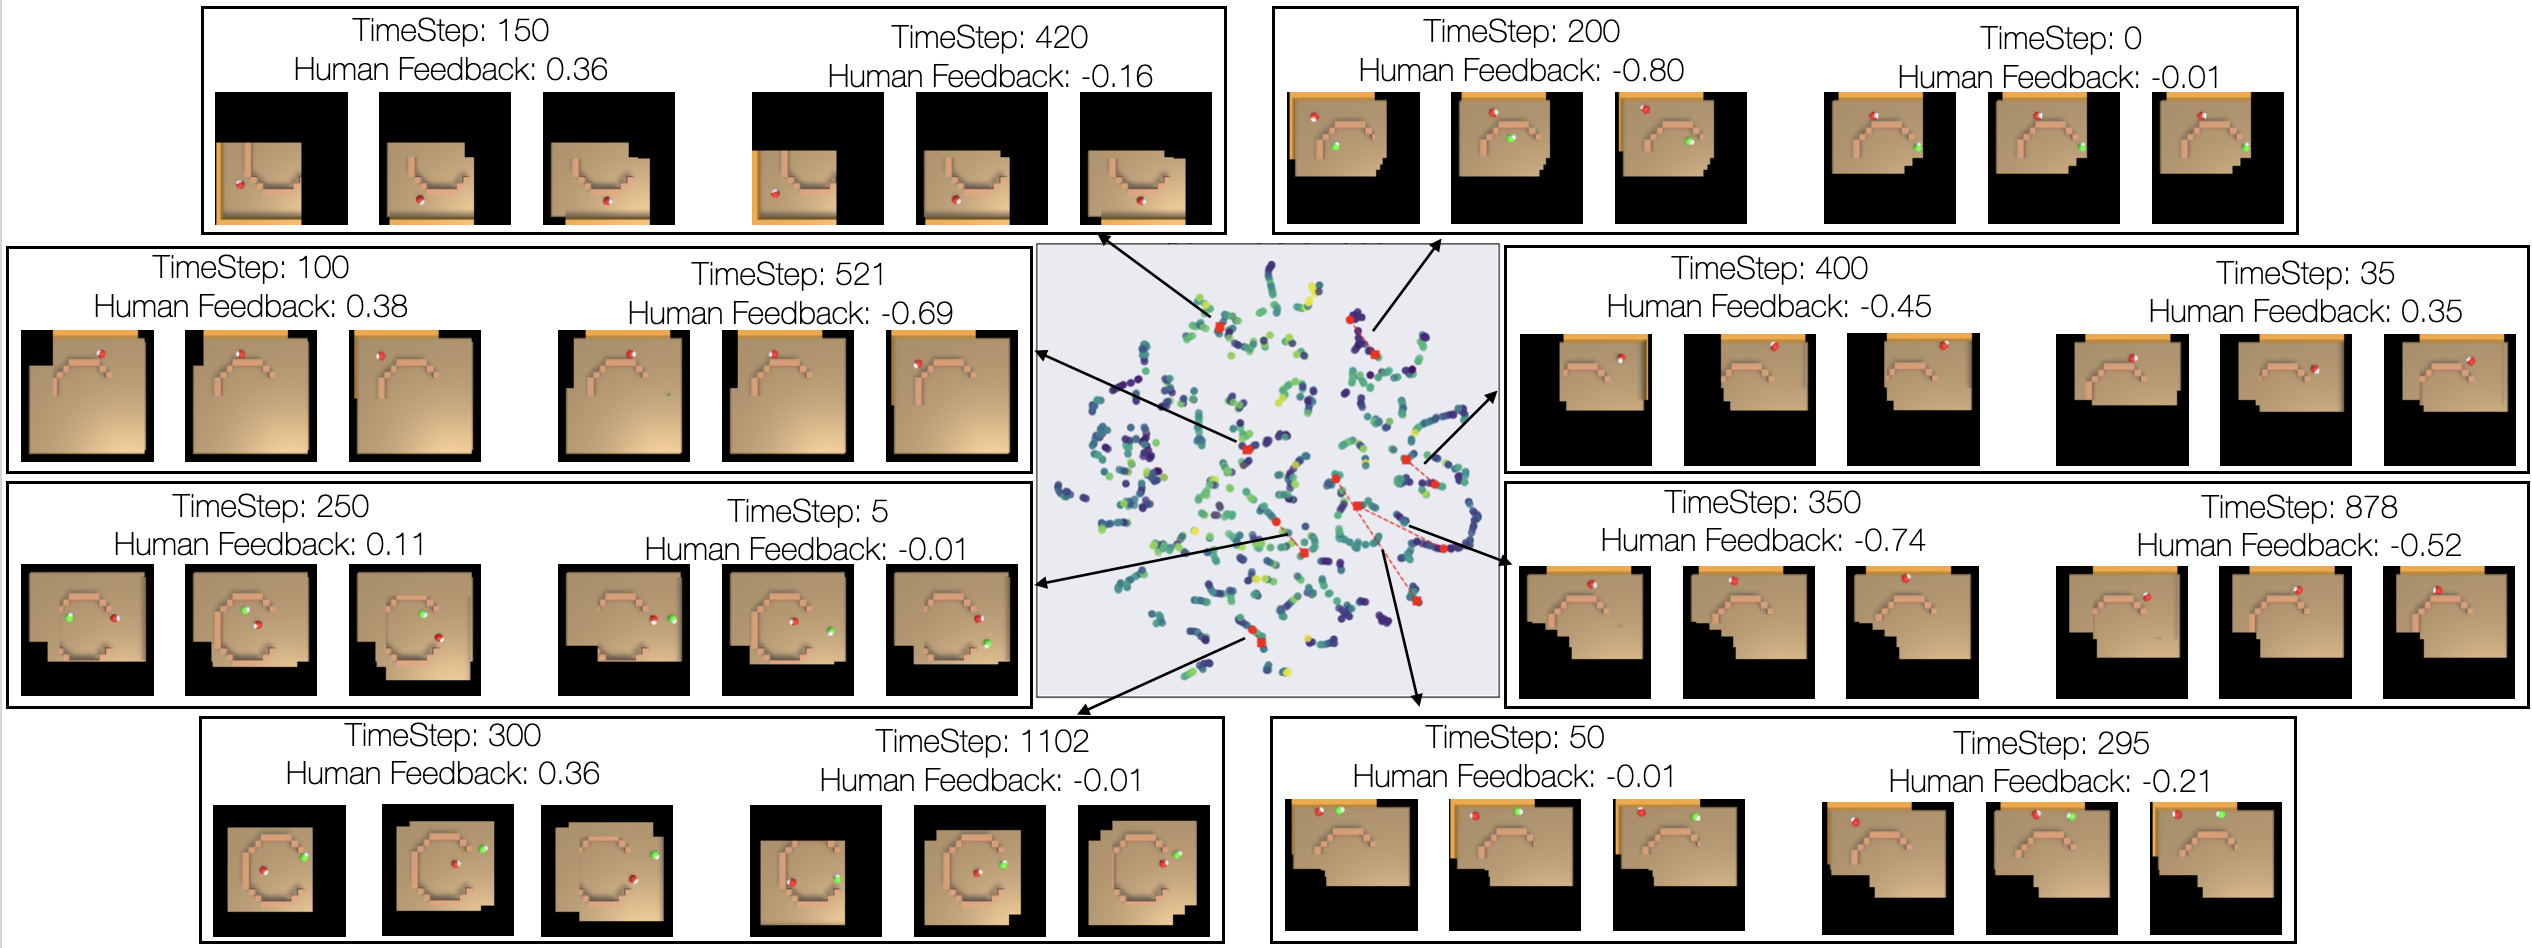 TimeStep: 150
Human Feedback: 0.36
TimeStep: 420
Human Feedback: -0.16
TimeStep: 200
Human Feedback: -0.80
TimeStep: 0
Human Feedback: -0.01
TimeStep: 100
Human Feedback: 0.38
TimeStep: 521
Human Feedback: -0.69
TimeStep: 400
Human Feedback: -0.45
TimeStep: 35
Human Feedback: 0.35
TimeStep: 250
Human Feedback: 0.11
TimeStep: 5
Human Feedback: -0.01
TimeStep: 350
Human Feedback: -0.74
TimeStep: 878
Human Feedback: -0.52
TimeStep: 300
Human Feedback: 0.36
TimeStep: 1102
Human Feedback: -0.01
TimeStep: 50
Human Feedback: -0.01
TimeStep: 295
Human Feedback: -0.21